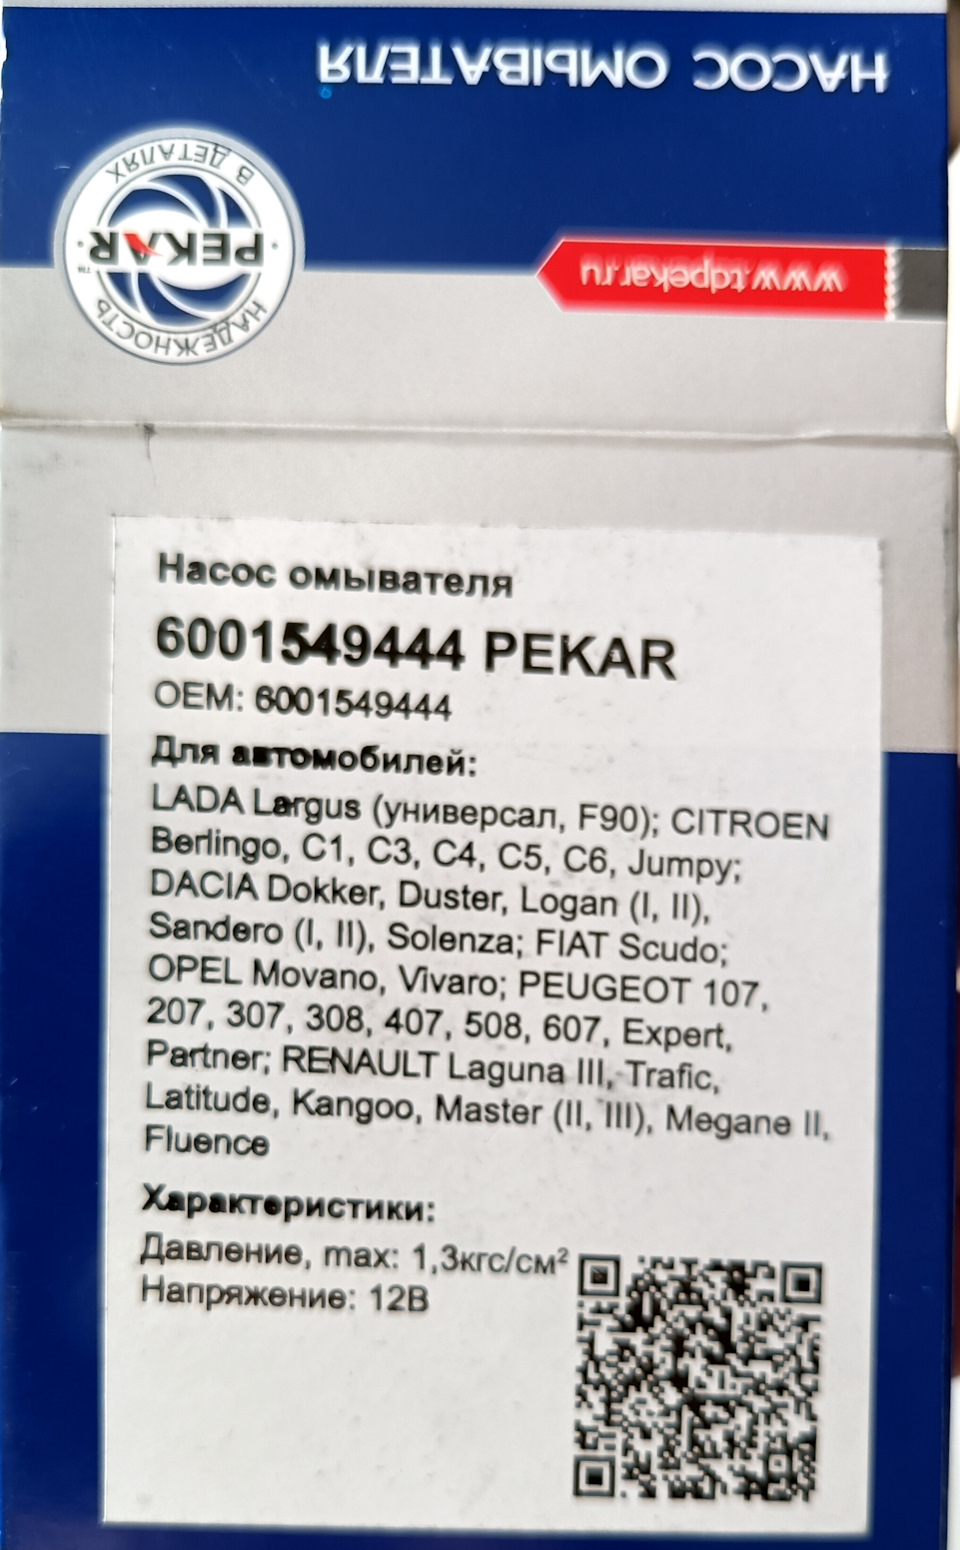 НАСОС ОМЫВАТЕЛЯ
НАДЕЖНОСТЬ
PEKAR
TM
В ДЕТАЛЯХ
www.tdpekar.ru
Насос омывателя
6001549444 PEKAR
OEM: 6001549444
Для автомобилей:
LADA Largus (универсал, F90); CITROEN
Berlingo, C1, C3, C4, C5, C6, Jumpy;
DACIA Dokker, Duster, Logan (I, II),
Sandero (I, II), Solenza; FIAT Scudo;
OPEL Movano, Vivaro; PEUGEOT 107,
207, 307, 308, 407, 508, 607, Expert,
Partner; RENAULT Laguna III, Trafic,
Latitude, Kangoo, Master (II, III), Megane II,
Fluence
Характеристики:
Давление, max: 1,3кгс/см²
Напряжение: 12В